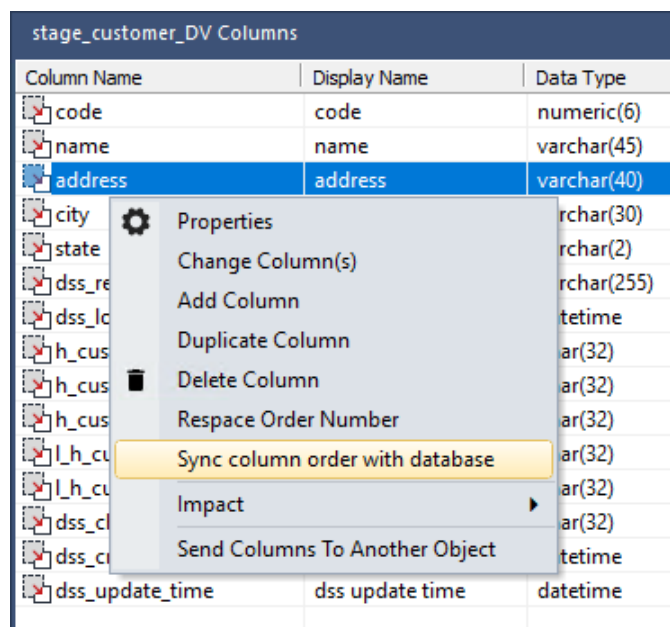 stage_customer_DV Columns
Column Name Display Name Data Type
code code numeric(6)
name name varchar(45)
address address varchar(40)
city rchar(30)
Properties
state rchar(2)
Change Column(s)
dss_re rchar(255)
Add Column
dss_lo tetime
Duplicate Column
h_cus ar(32)
Delete Column
h_cus ar(32)
h_cus ar(32)
Respace Order Number
l_h_cu ar(32)
Sync column order with database
l_h_cu ar(32)
Impact
dss_cl ar(32)
Send Columns To Another Object
dss_cr tetime
dss_update_time dss update time datetime